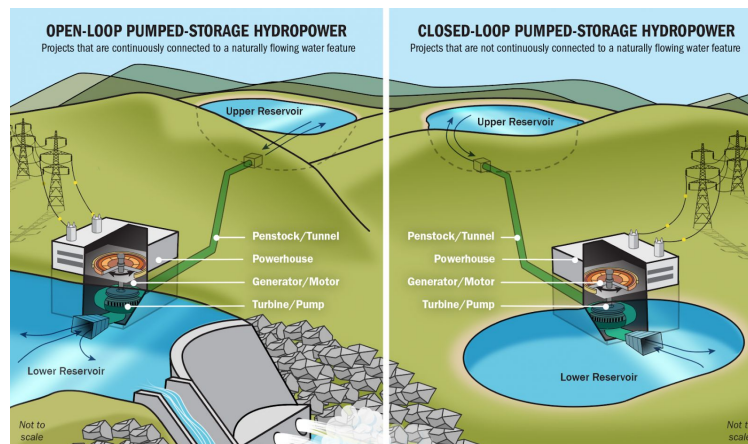 OPEN-LOOP PUMPED-STORAGE HYDROPOWER
Projects that are continuously connected to a naturally flowing water feature
Upper Reservoir
Penstock/Tunnel
Powerhouse
Generator/Motor
Turbine/Pump
Lower Reservoir
Not to
scale
CLOSED-LOOP PUMPED-STORAGE HYDROPOWER
Projects that are not continuously connected to a naturally flowing water feature
Upper Reservoir
Penstock/Tunnel
Powerhouse
Generator/Motor
Turbine/Pump
Lower Reservoir
Not t
scale